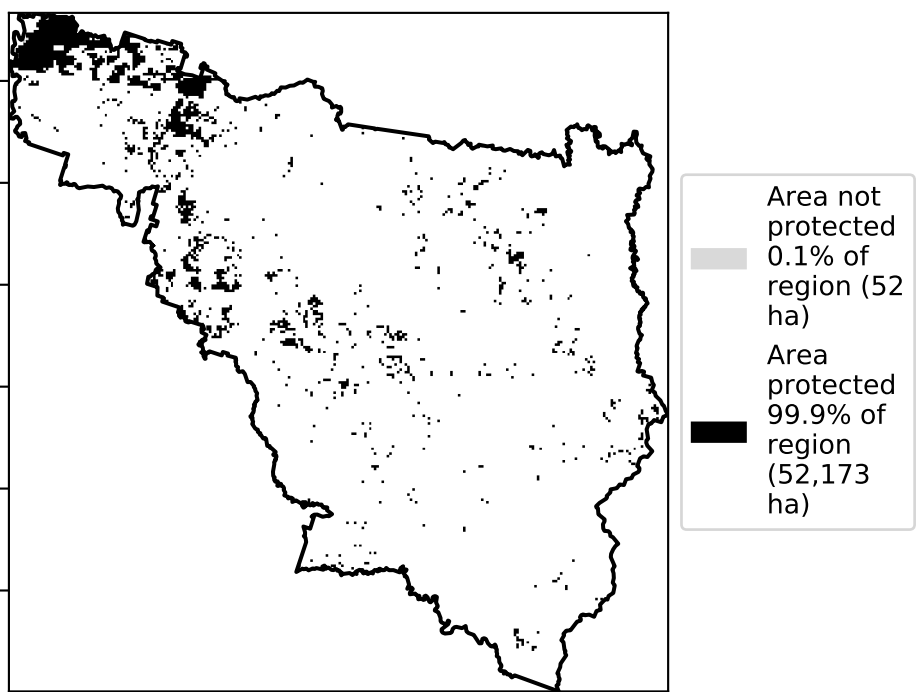 Area not
protected
0.1% of
region (52
ha)
Area
protected
99.9% of
region
(52,173
ha)